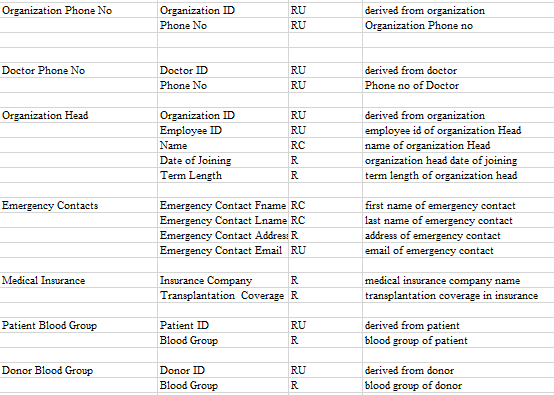 Organization Phone No Organization ID RU derived from organization
Phone No RU Organization Phone no
Doctor Phone No Doctor ID RU derived from doctor
Phone No RU Phone no of Doctor
Organization Head Organization ID RU derived from organization
Employee ID RU employee id of organization Head
Name RC name of organization Head
Date of Joining R organization head date of joining
Term Length R term length of organization head
Emergency Contacts Emergency Contact Fname RC first name of emergency contact
Emergency Contact Lname RC last name of emergency contact
Emergency Contact Addres R address of emergency contact
Emergency Contact Email RU email of emergency contact
Medical Insurance Insurance Company R medical insurance company name
Transplantation Coverage R transplantation coverage in insurance
Patient Blood Group Patient ID RU derived from patient
Blood Group R blood group of patient
Donor Blood Group Donor ID RU derived from donor
Blood Group R blood group of donor